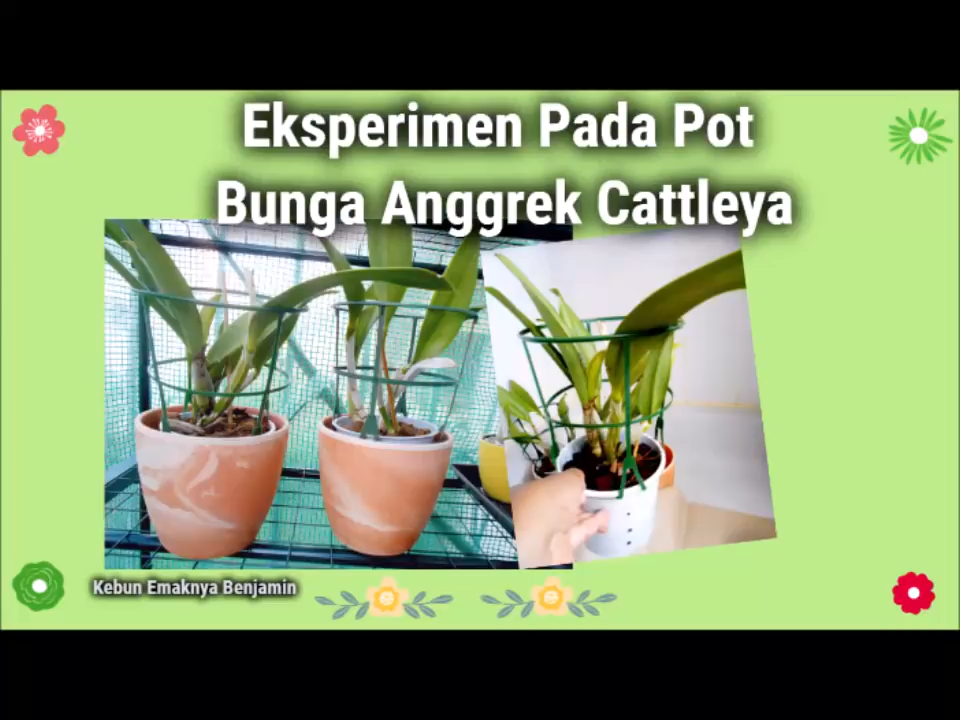 Eksperimen Pada Pot
Bunga Anggrek Cattleya
Kebun Emaknya Benjamin